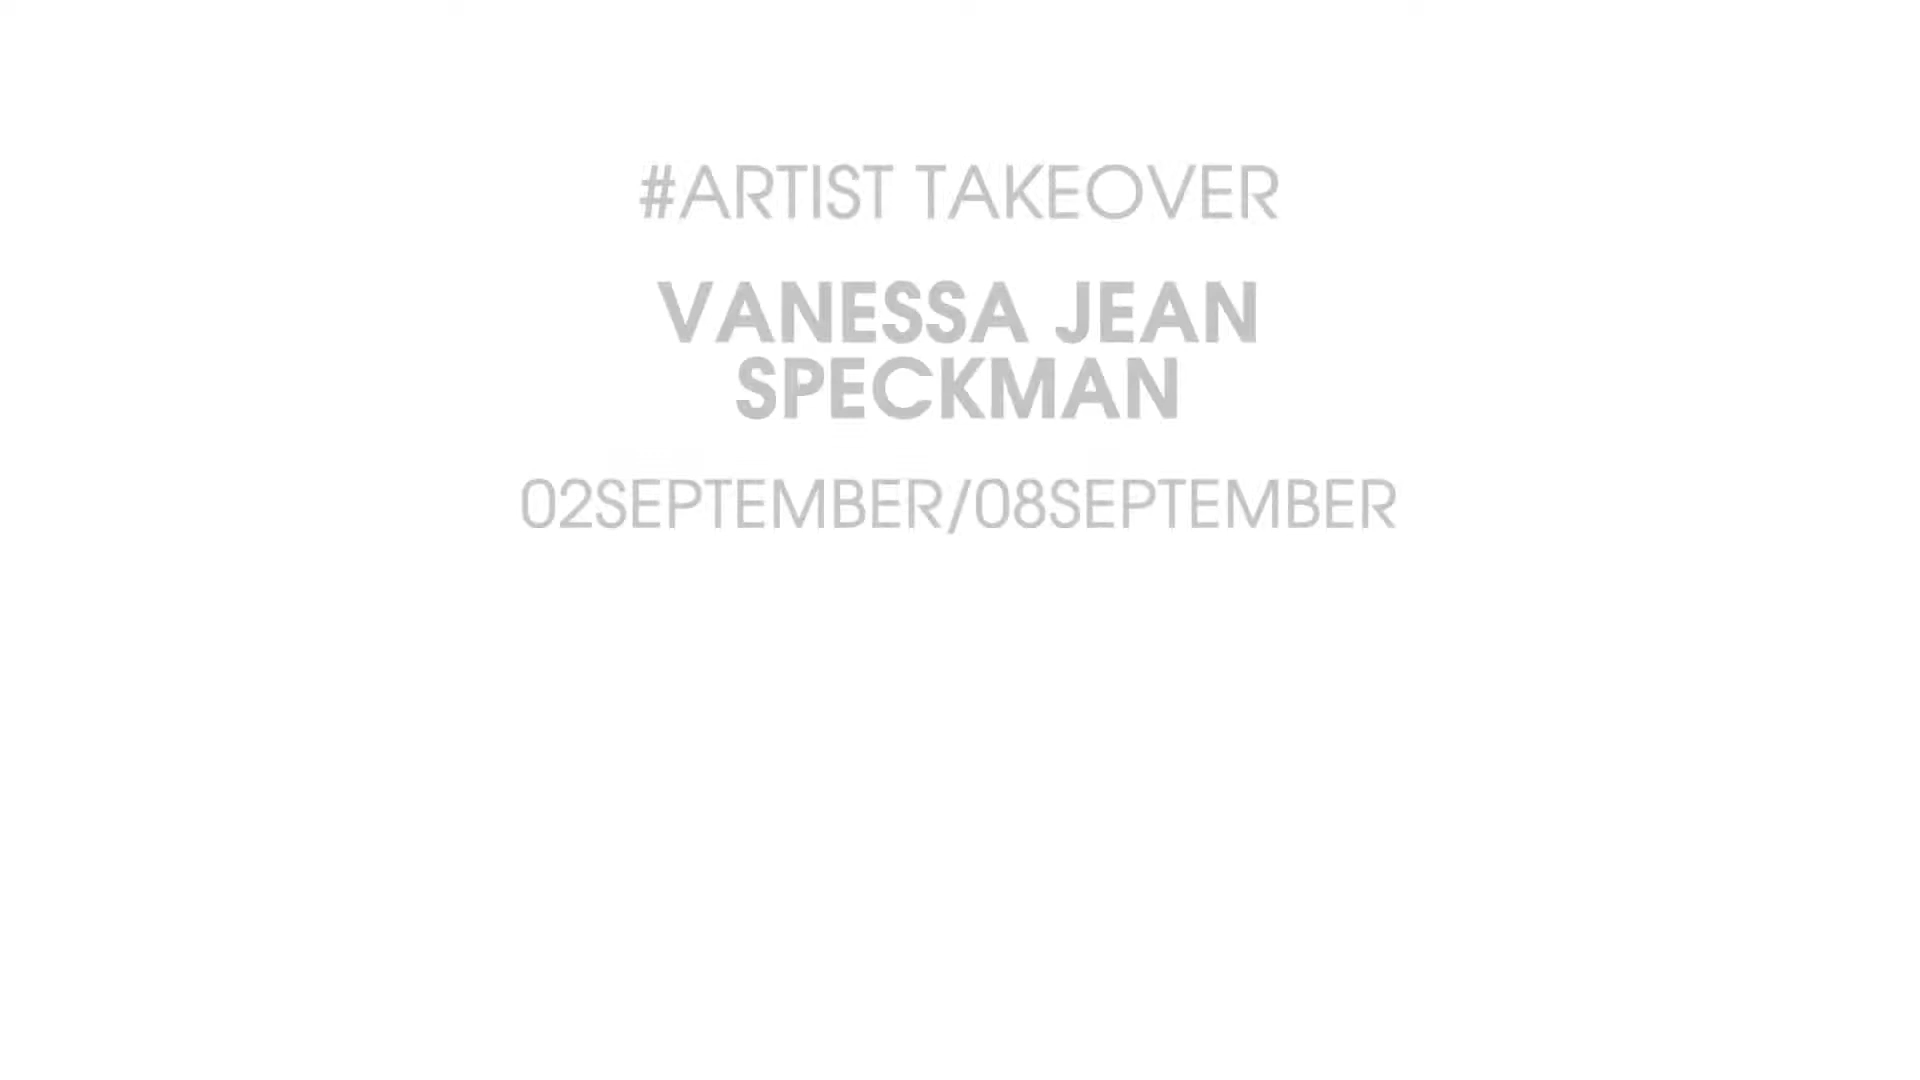 #ARTIST TAKEOVER
VANESSA JEAN
SPECKMAN
02SEPTEMBER/08SEPTEMBER